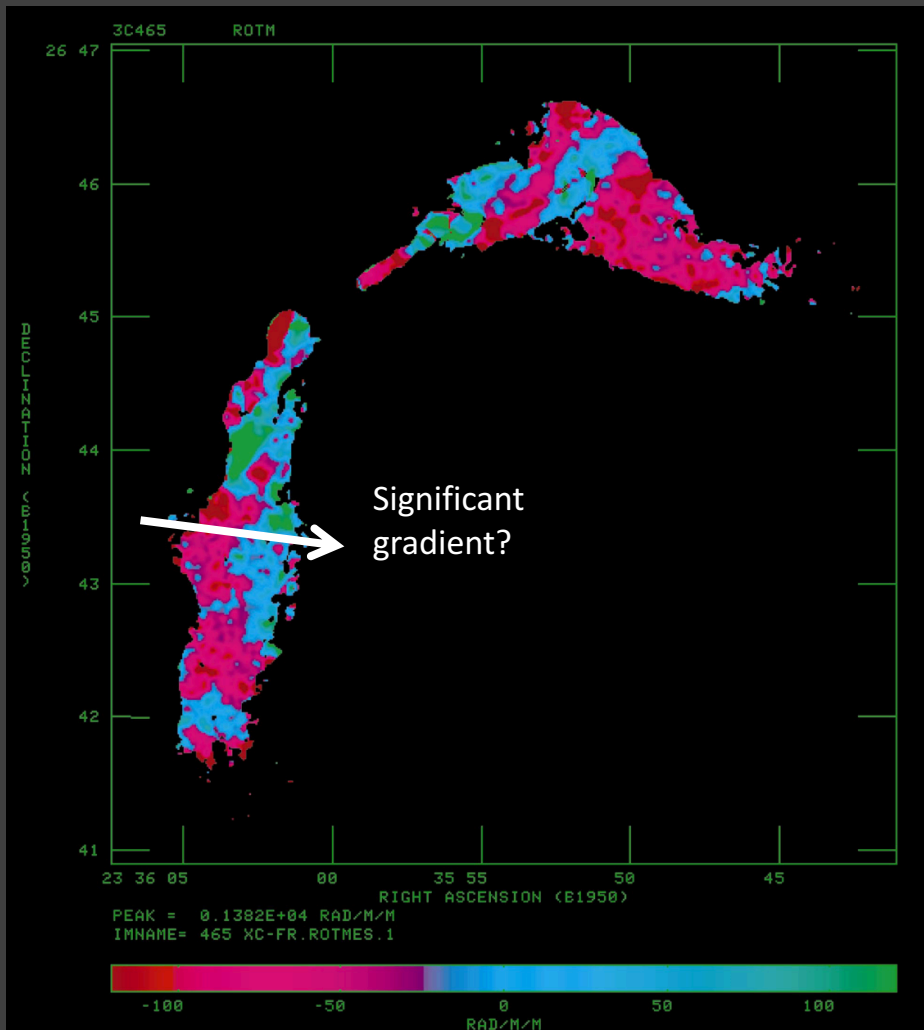 3C465 ROTM
26 47
46
45
DECLINATION (B1950)
44
Significant
gradient?
43
42
41
23 36 05 00 35 55 50 45
RIGHT ASCENSION (B1950)
PEAK = 0.1382E+04 RAD/M/M
IMNAME= 465 XC-FR.ROTMES.1
-100 -50 0 50 100
RAD/M/M